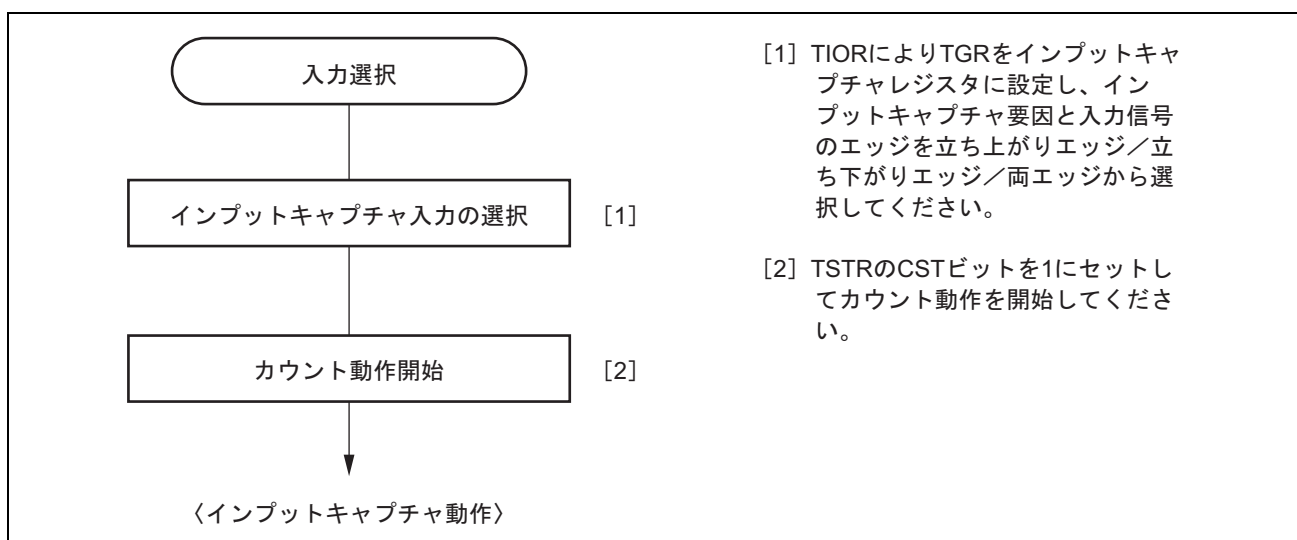 入力選択
インプットキャプチャ入力の選択 [1]
カウント動作開始 [2]
〈インプットキャプチャ動作〉
[1] TIORによりTGRをインプットキャ
プチャレジスタに設定し、イン
プットキャプチャ要因と入力信号
のエッジを立ち上がりエッジ／立
ち下がりエッジ／両エッジから選
択してください。
[2] TSTRのCSTビットを1にセットし
てカウント動作を開始してくださ
い。